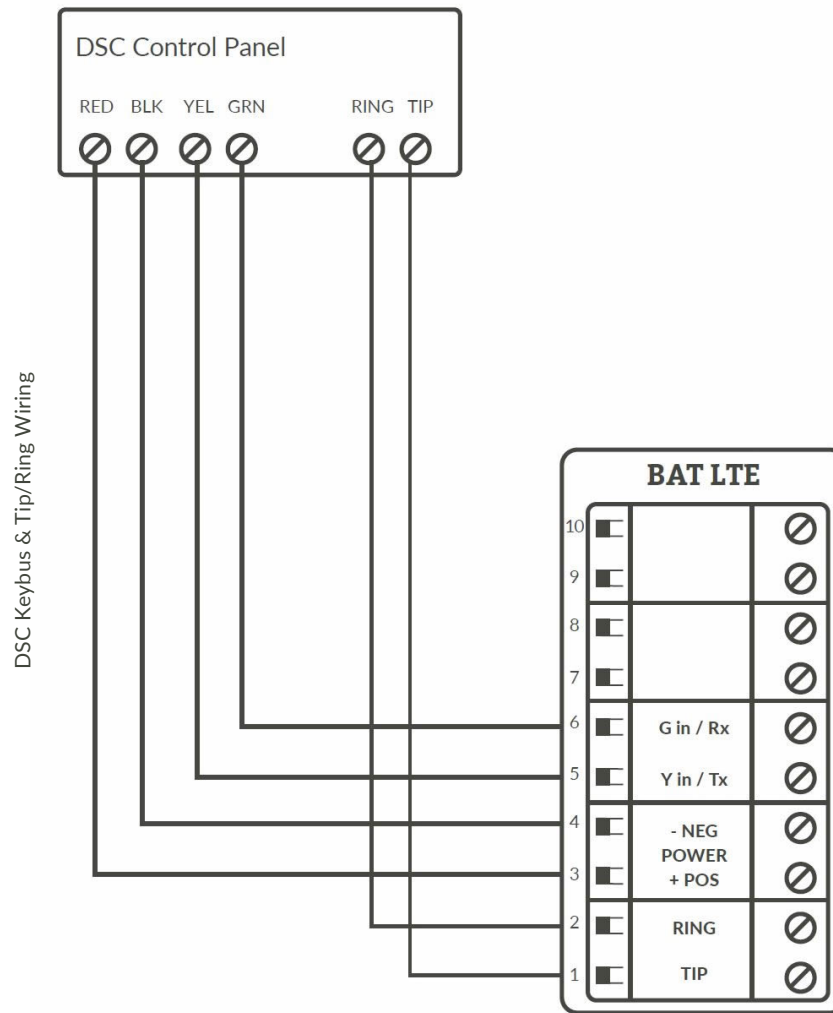 DSC Control Panel
RED BLK YEL GRN RING TIP
DSC Keybus & Tip/Ring Wiring
BAT LTE
10
9
8
7
6 G in / Rx
5 Y in / Tx
4 - NEG
POWER
3 + POS
2 RING
1 TIP